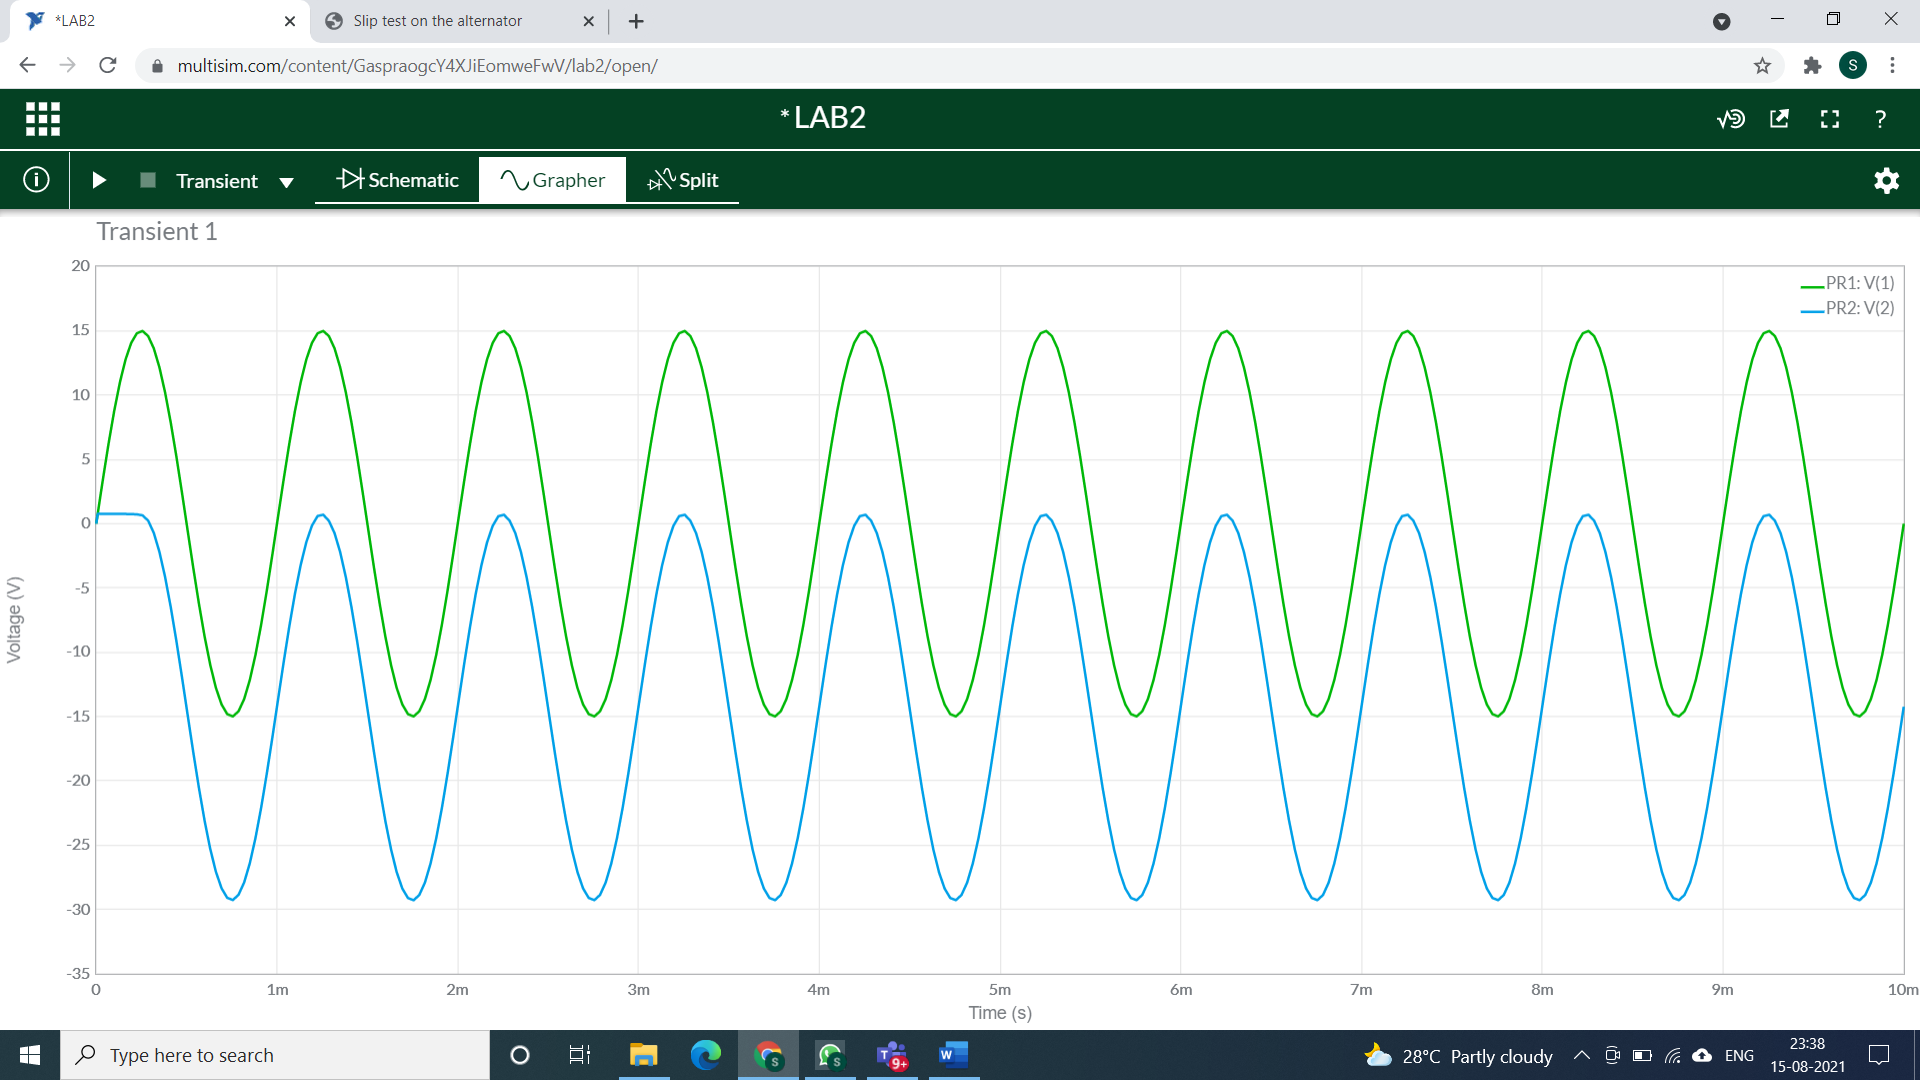 *LAB2
Slip test on the alternator
multisim.com/content/GaspraogcY4XJiEomweFwV/lab2/open/
S
*LAB2
?
Transient
Schematic
Grapher
Split
Transient 1
PR1: V(1)
PR2: V(2)
20
15
10
5
0
-5
-10
-15
-20
-25
-30
-35
Voltage (V)
0
1m
2m
3m
4m
5m
6m
7m
8m
9m
10m
Time (s)
Type here to search
S
S
T
9+
W
28°C Partly cloudy
ENG
23:38
15-08-2021